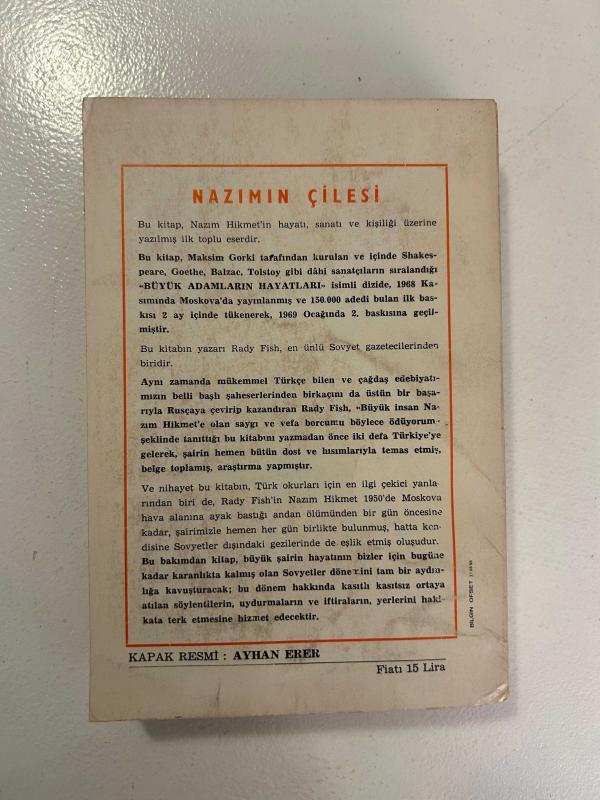 NAZIMIN ÇİLESİ
Bu kitap, Nazım Hikmet'in hayatı, sanatı ve kişiliği üzerine
yazılmış ilk toplu eserdir.
Bu kitap, Maksim Gorki tarafından kurulan ve içinde Shakes-
peare, Goethe, Balzac, Tolstoy gibi dâhi sanatçıların sıralandığı
«BÜYÜK ADAMLARIN HAYATLARI» isimli dizide, 1968 Ka-
sımında Moskova'da yayınlanmış ve 150.000 adedi bulan ilk bas-
kısı 2 ay içinde tükenerek, 1969 Ocağında 2. baskısına geçil-
miştir.
Bu kitabın yazarı Rady Fish, en ünlü Sovyet gazetecilerinden
biridir.
Aynı zamanda mükemmel Türkçe bilen ve çağdaş edebiyatı-
mızın belli başlı şaheserlerinden birkaçını da üstün bir başa-
rıyla Rusçaya çevirip kazandıran Rady Fish, «Büyük insan Na-
zım Hikmet'e olan saygı ve vefa borcumu böylece ödüyorum»
şeklinde tanıttığı bu kitabını yazmadan önce iki defa Türkiye'ye
gelerek, şairin hemen bütün dost ve hısımlarıyla temas etmiş,
belge toplamış, araştırma yapmıştır.
Ve nihayet bu kitabın, Türk okurları için en ilgi çekici yanla-
rından biri de, Rady Fish'in Nazım Hikmet 1950'de Moskova
hava alanına ayak bastığı andan ölümünden bir gün öncesine
kadar, şairimizle hemen her gün birlikte bulunmuş, hatta ken-
disine Sovyetler dışındaki gezilerinde de eşlik etmiş oluşudur.
Bu bakımdan kitap, büyük şairin hayatının bizler için bugüne
kadar karanlıkta kalmış olan Sovyetler dönemini tam bir aydın-
lığa kavuşturacak; bu dönem hakkında kasıtlı kasıtsız ortaya
atılan söylentilerin, uydurmaların ve iftiraların, yerlerini haki-
kata terk etmesine hizmet edecektir.
BİLGİN OFSET
KAPAK RESMİ : AYHAN ERER
Fiatı 15 Lira